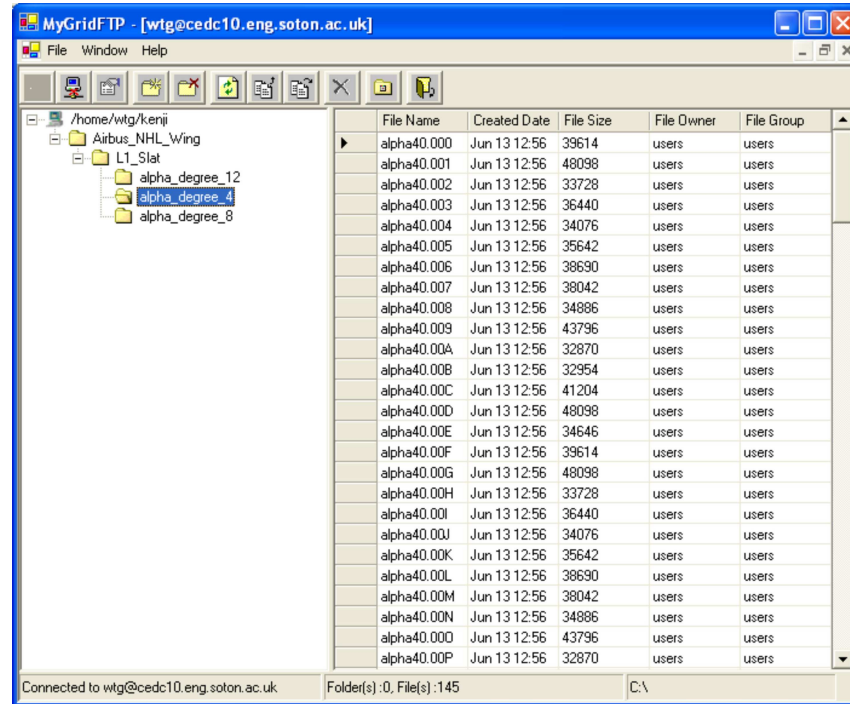 MyGridFTP - [wtg@cedc10.eng.soton.ac.uk]
File Window Help
/home/wtg/kenji
Airbus_NHL_Wing
L1_Slat
alpha_degree_12
alpha_degree_4
alpha_degree_8
File Name Created Date File Size File Owner File Group
alpha40.000 Jun 13 12:56 39614 users users
alpha40.001 Jun 13 12:56 48098 users users
alpha40.002 Jun 13 12:56 33728 users users
alpha40.003 Jun 13 12:56 36440 users users
alpha40.004 Jun 13 12:56 34076 users users
alpha40.005 Jun 13 12:56 35642 users users
alpha40.006 Jun 13 12:56 38690 users users
alpha40.007 Jun 13 12:56 38042 users users
alpha40.008 Jun 13 12:56 34886 users users
alpha40.009 Jun 13 12:56 43796 users users
alpha40.00A Jun 13 12:56 32870 users users
alpha40.00B Jun 13 12:56 32954 users users
alpha40.00C Jun 13 12:56 41204 users users
alpha40.00D Jun 13 12:56 48098 users users
alpha40.00E Jun 13 12:56 34646 users users
alpha40.00F Jun 13 12:56 39614 users users
alpha40.00G Jun 13 12:56 48098 users users
alpha40.00H Jun 13 12:56 33728 users users
alpha40.00I Jun 13 12:56 36440 users users
alpha40.00J Jun 13 12:56 34076 users users
alpha40.00K Jun 13 12:56 35642 users users
alpha40.00L Jun 13 12:56 38690 users users
alpha40.00M Jun 13 12:56 38042 users users
alpha40.00N Jun 13 12:56 34886 users users
alpha40.00O Jun 13 12:56 43796 users users
alpha40.00P Jun 13 12:56 32870 users users
Connected to wtg@cedc10.eng.soton.ac.uk Folder(s) :0, File(s) :145 C:\